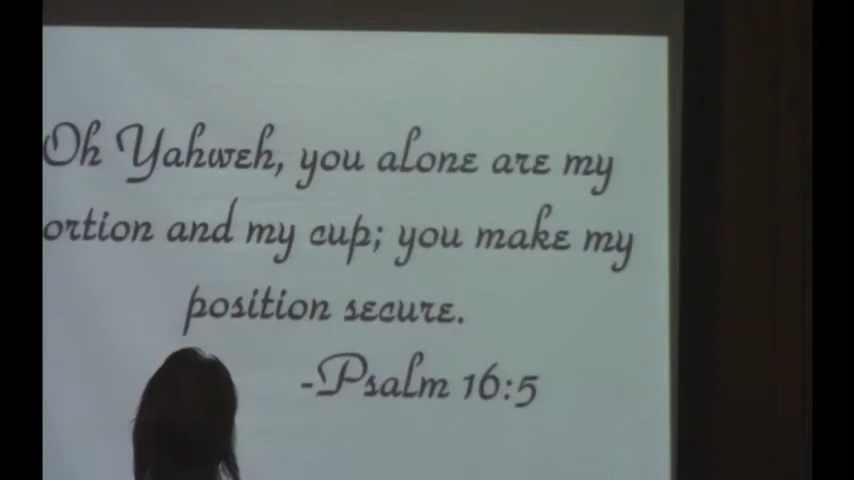 Oh Yahweh, you alone are my
ortion and my cup; you make my
position secure.
-Psalm 16:5